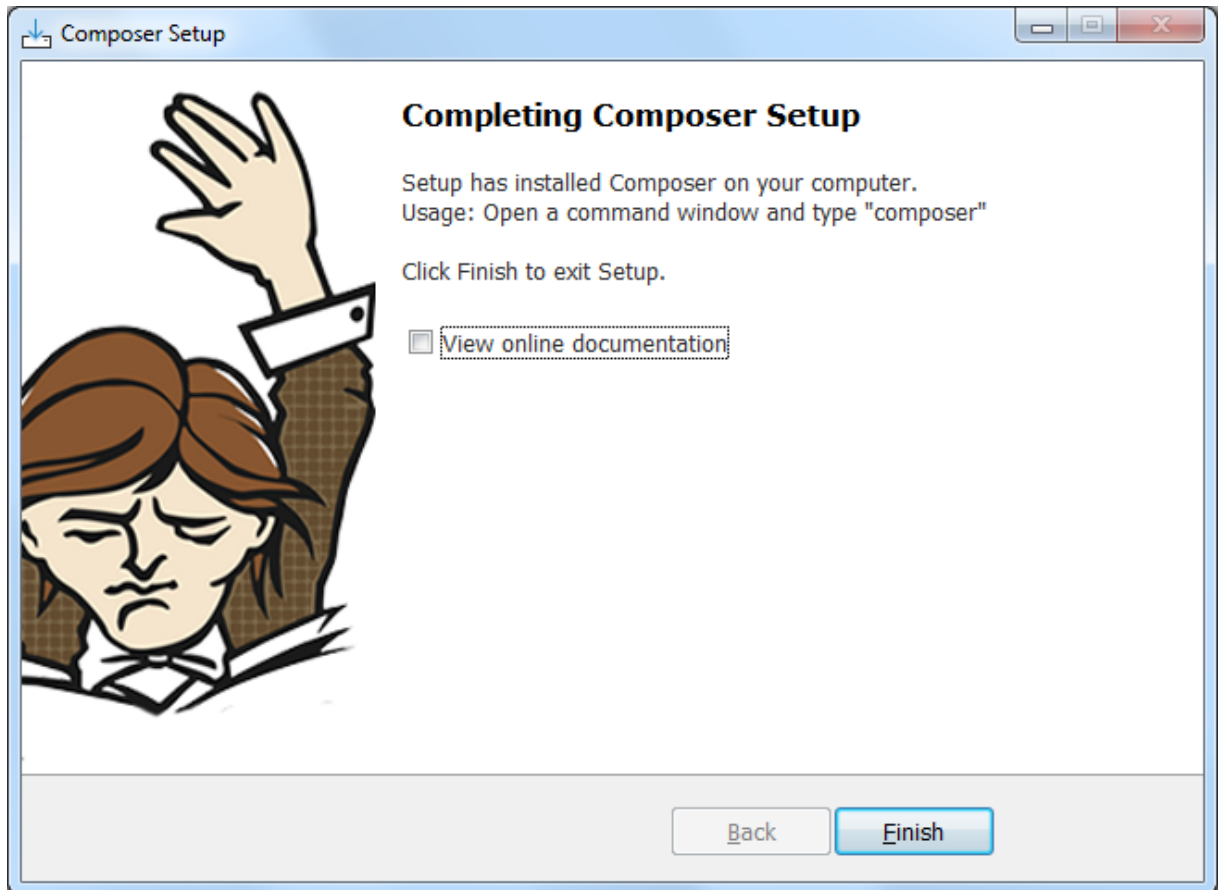 Composer Setup
Completing Composer Setup
Setup has installed Composer on your computer.
Usage: Open a command window and type "composer"
Click Finish to exit Setup.
View online documentation
Back
Finish